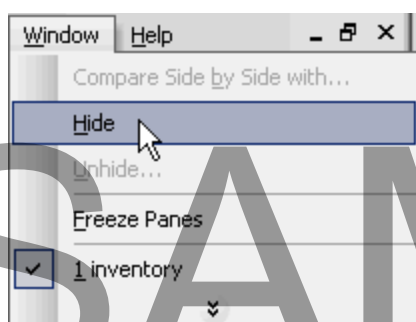 Window Help
Compare Side by Side with...
Hide
Unhide...
Freeze Panes
1 inventory
SAM